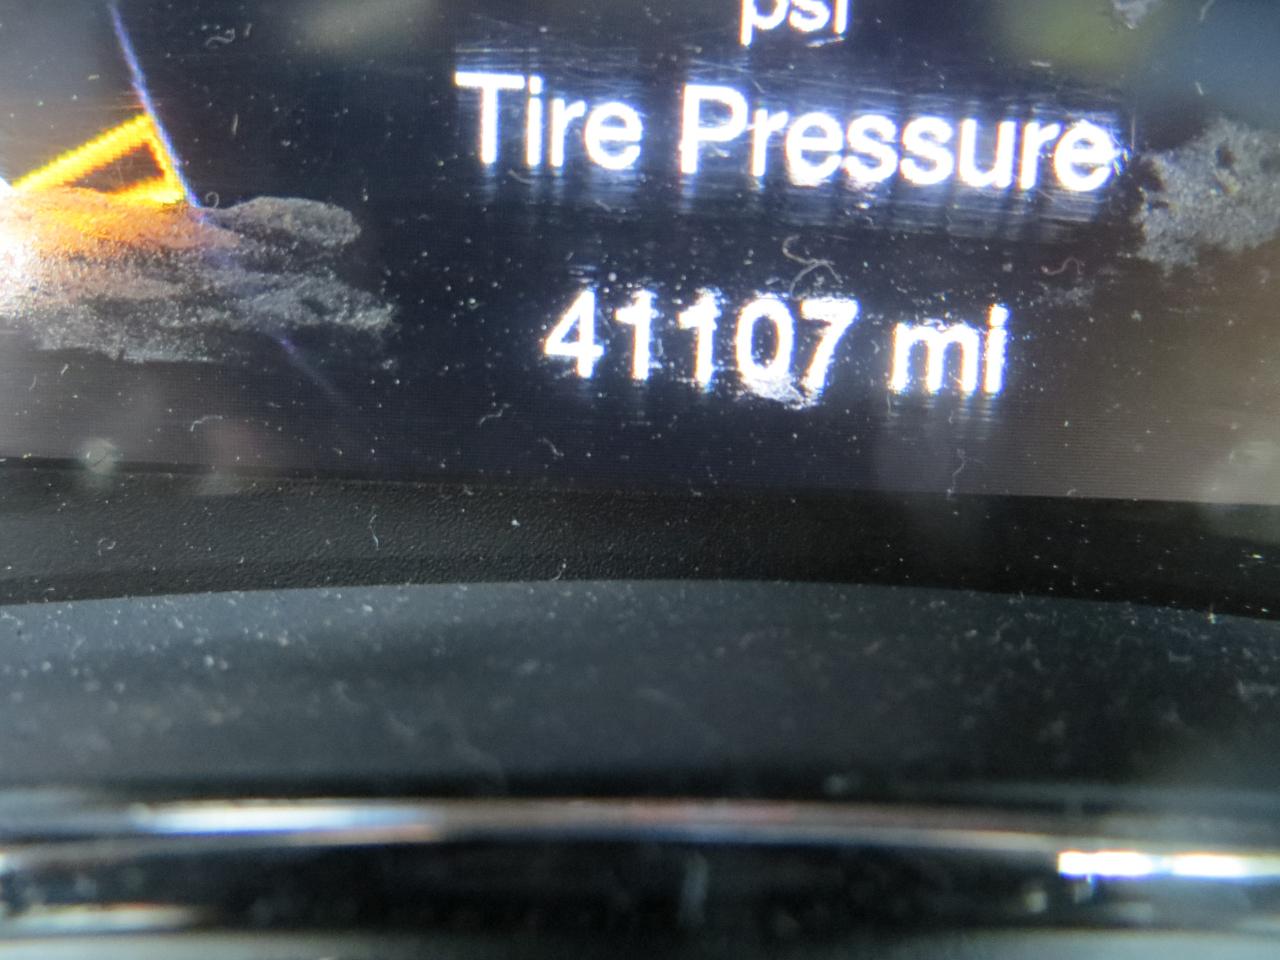 psi
Tire Pressure
41107 mi